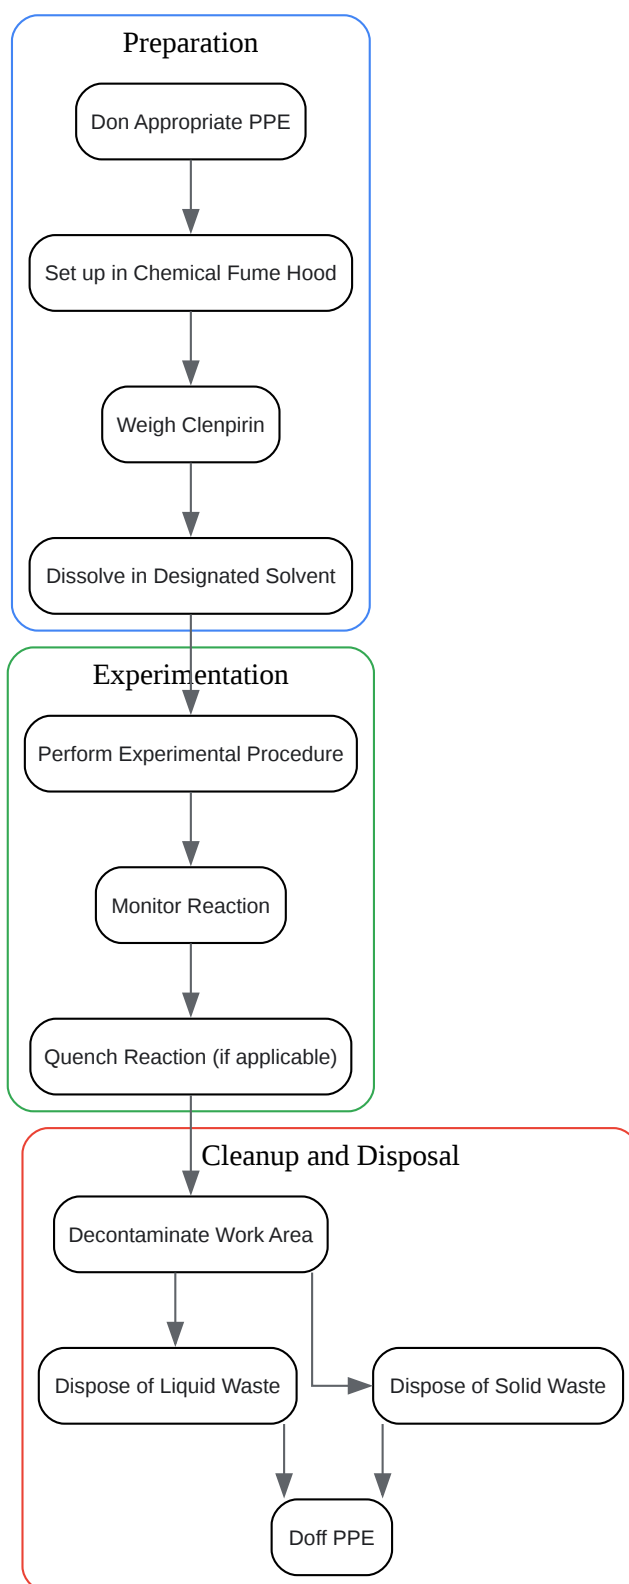 Preparation
Don Appropriate PPE
Set up in Chemical Fume Hood
Weigh Clenpirin
Dissolve in Designated Solvent
Experimentation
Perform Experimental Procedure
Monitor Reaction
Quench Reaction (if applicable)
Cleanup and Disposal
Decontaminate Work Area
Dispose of Liquid Waste
Dispose of Solid Waste
Doff PPE